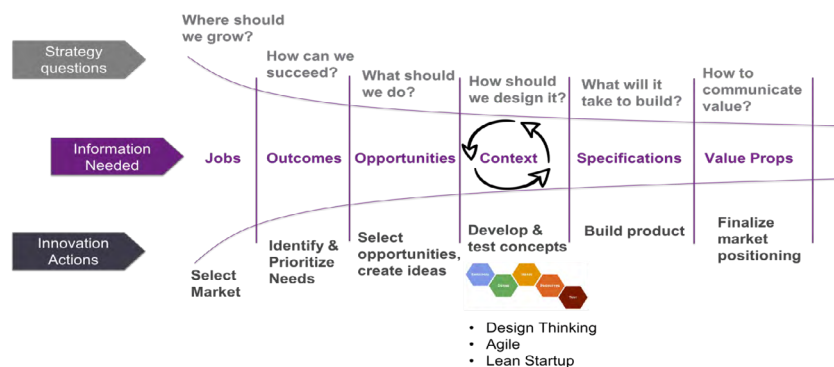 Where should
we grow?
Strategy
questions
How can we
succeed?
What should
we do?
How should
we design it?
What will it
take to build?
How to
communicate
value?
Information
Needed
Jobs
Outcomes
Opportunities
Context
Specifications
Value Props
Innovation
Actions
Select
Market
Identify &
Prioritize
Needs
Select
opportunities,
create ideas
Develop &
test concepts
Build product
Finalize
market
positioning
• Design Thinking
• Agile
• Lean Startup